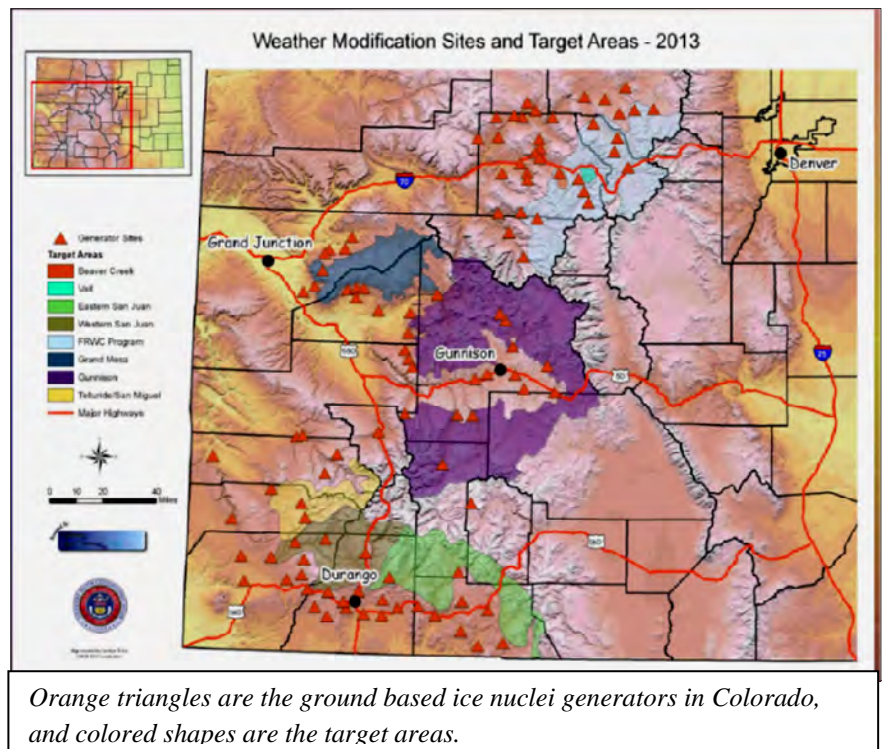 Weather Modification Sites and Target Areas - 2013
Denver
70
Grand Junction
Generator Sites
Target Areas
Beaver Creek
Vail
Eastern San Juan
Western San Juan
FRWC Program
Grand Mesa
Gunnison
Telluride/San Miguel
Major Highways
Gunnison
550
50
25
0 10 20 40
Miles
160
Durango
Orange triangles are the ground based ice nuclei generators in Colorado,
and colored shapes are the target areas.